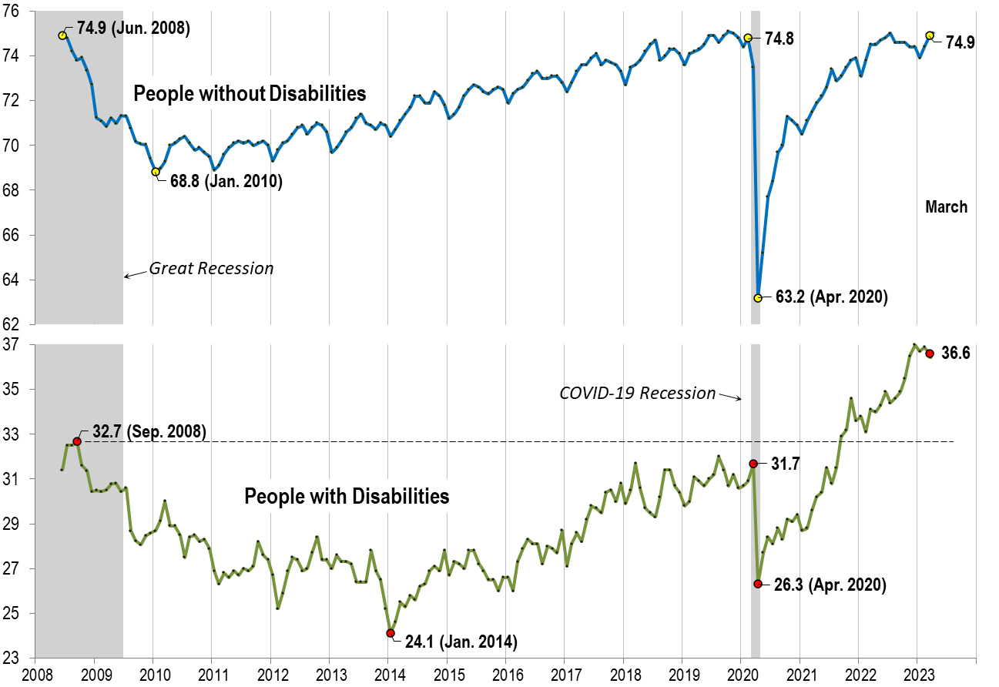 76
74.9 (Jun. 2008)
74.8
74.9
74
People without Disabilities
72
70
68.8 (Jan. 2010)
68
March
66
Great Recession
64
63.2 (Apr. 2020)
62
37
36.6
35
COVID-19 Recession
33
32.7 (Sep. 2008)
31.7
31
People with Disabilities
29
27
26.3 (Apr. 2020)
25
24.1 (Jan. 2014)
23
2008 2009 2010 2011 2012 2013 2014 2015 2016 2017 2018 2019 2020 2021 2022 2023